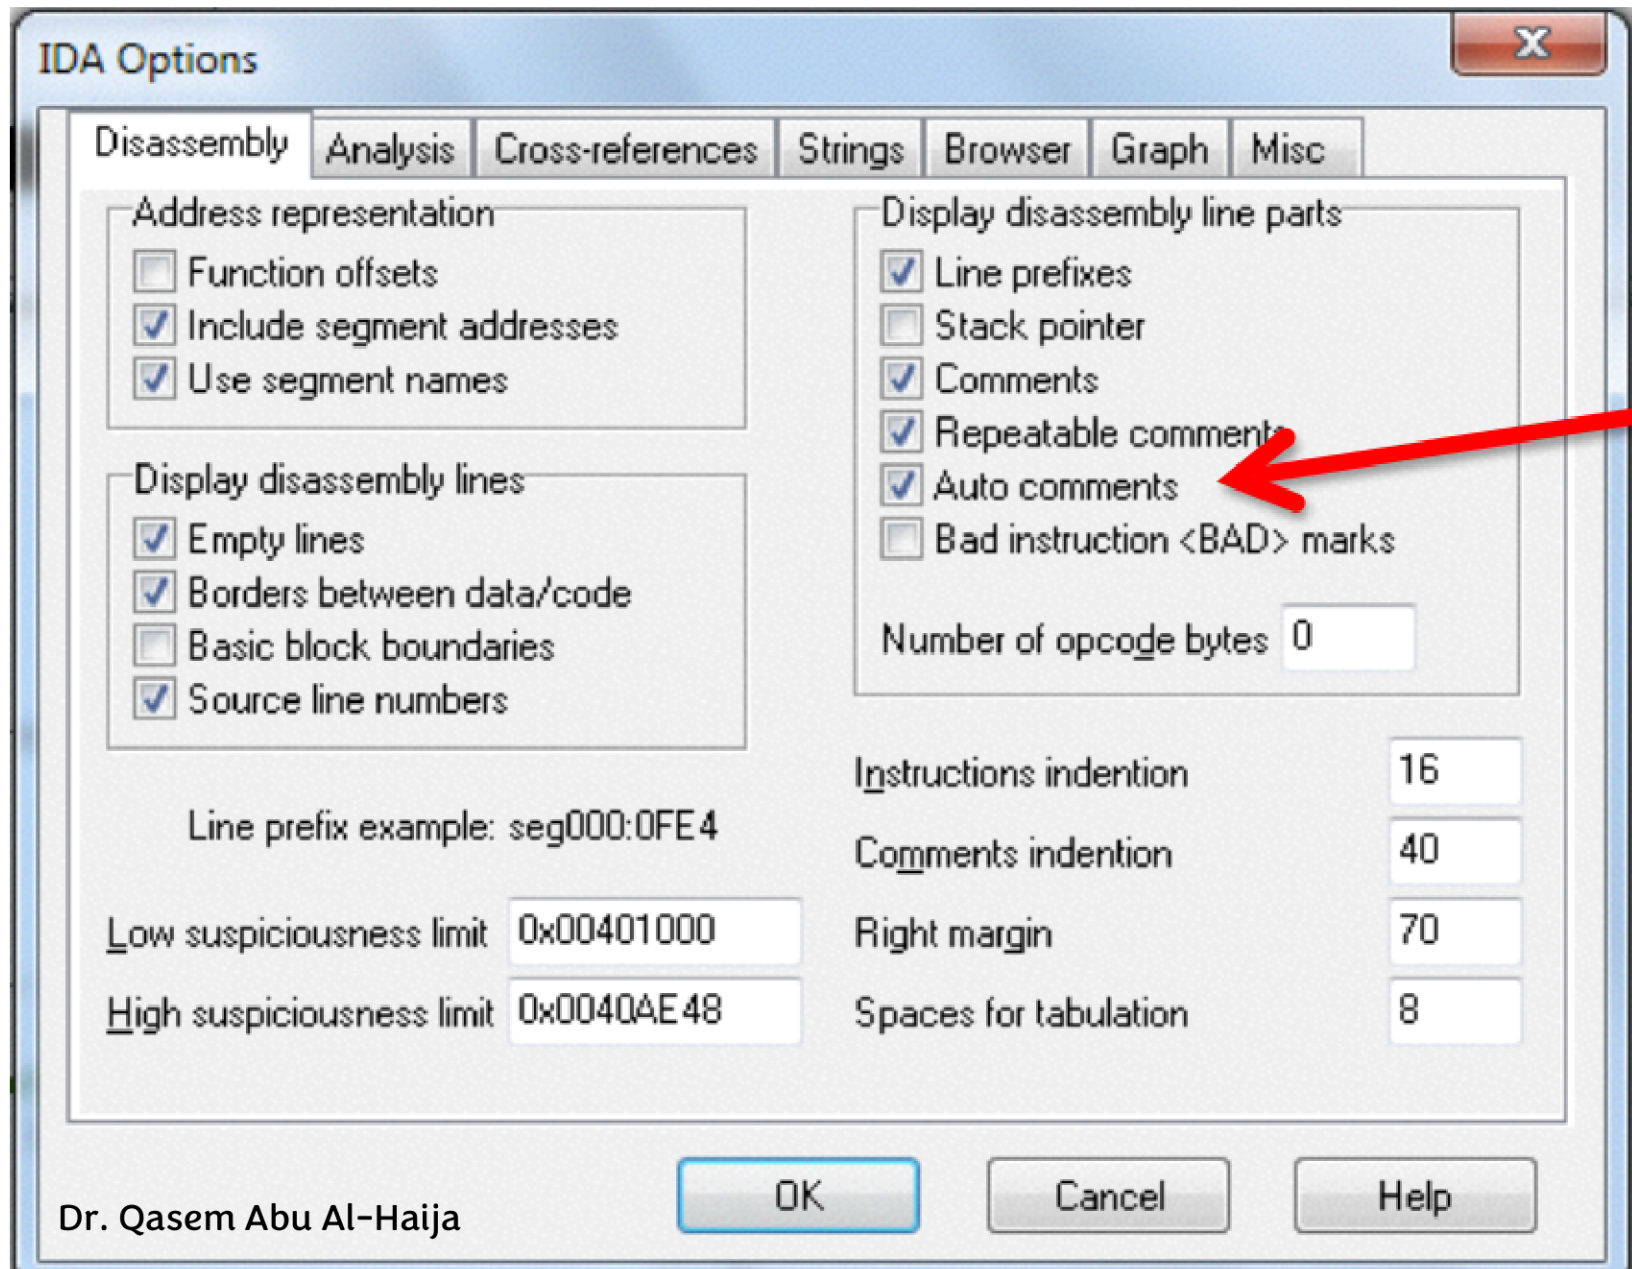 IDA Options
X
Disassembly Analysis Cross-references Strings Browser Graph Misc
Address representation
Function offsets
Include segment addresses
Use segment names
Display disassembly lines
Empty lines
Borders between data/code
Basic block boundaries
Source line numbers
Line prefix example: seg000:0FE4
Low suspiciousness limit 0x00401000
High suspiciousness limit 0x0040AE48
Display disassembly line parts
Line prefixes
Stack pointer
Comments
Repeatable comments
Auto comments
Bad instruction <BAD> marks
Number of opcode bytes 0
Instructions indention 16
Comments indention 40
Right margin 70
Spaces for tabulation 8
OK Cancel Help
Dr. Qasem Abu Al-Haija